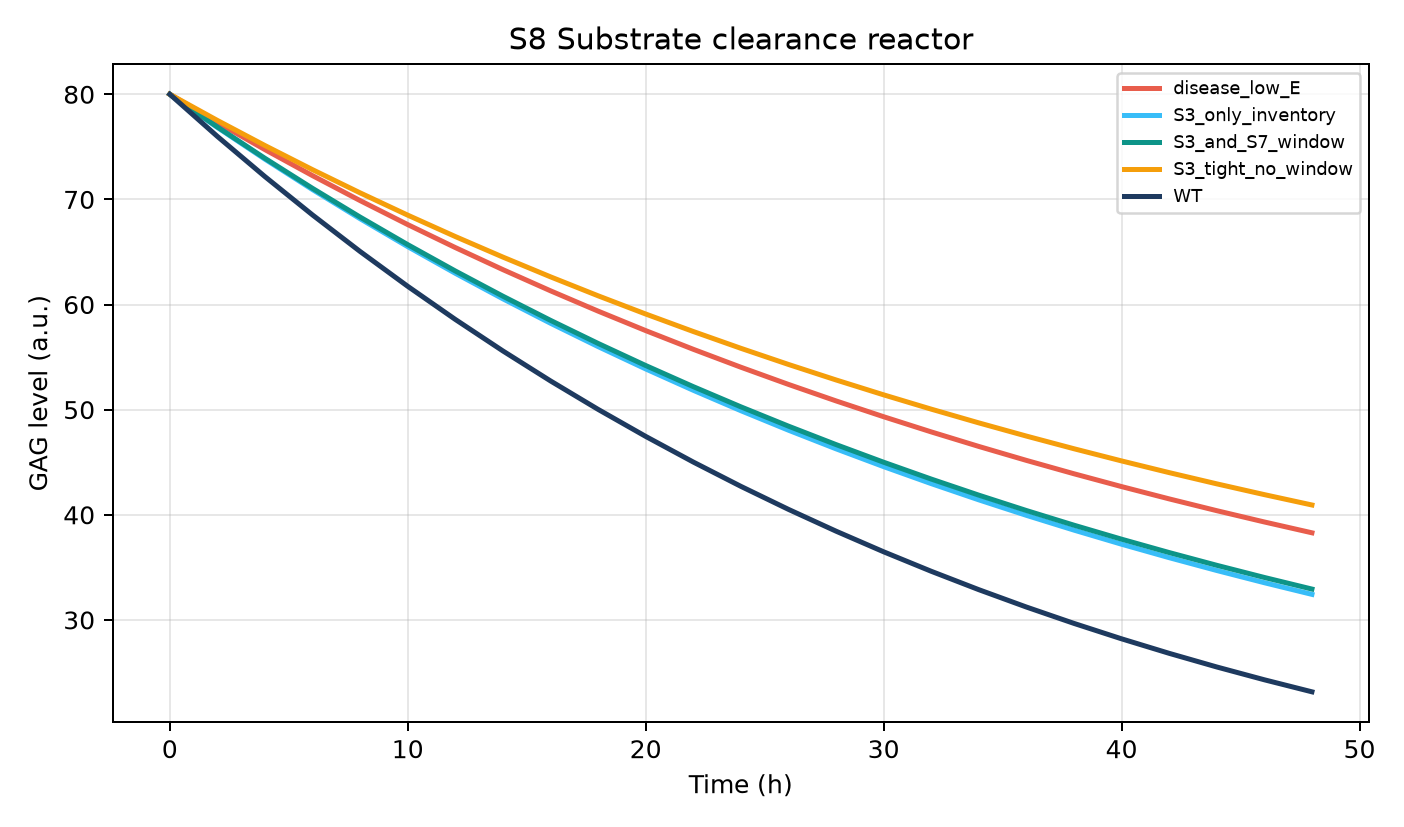 S8 Substrate clearance reactor
disease_low_E
S3_only_inventory
S3_and_S7_window
S3_tight_no_window
WT
GAG level (a.u.)
80
70
60
50
40
30
0 10 20 30 40 50
Time (h)